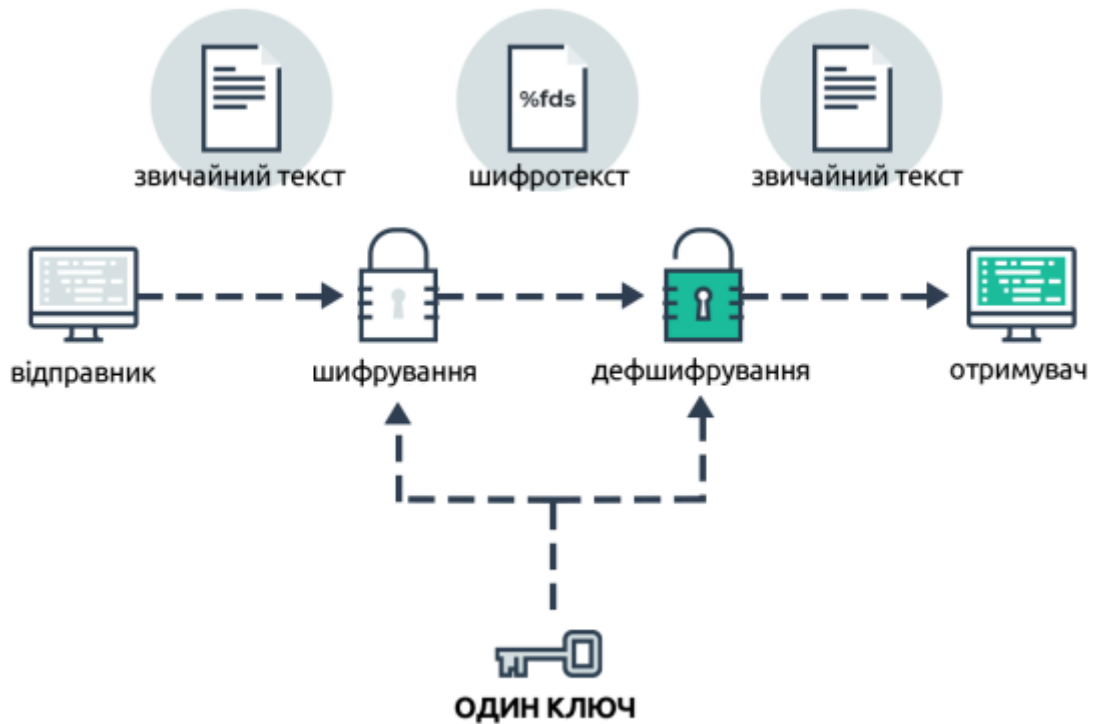 %fds
звичайний текст
шифротекст
звичайний текст
відправник
шифрування
дефшифрування
отримувач
один ключ